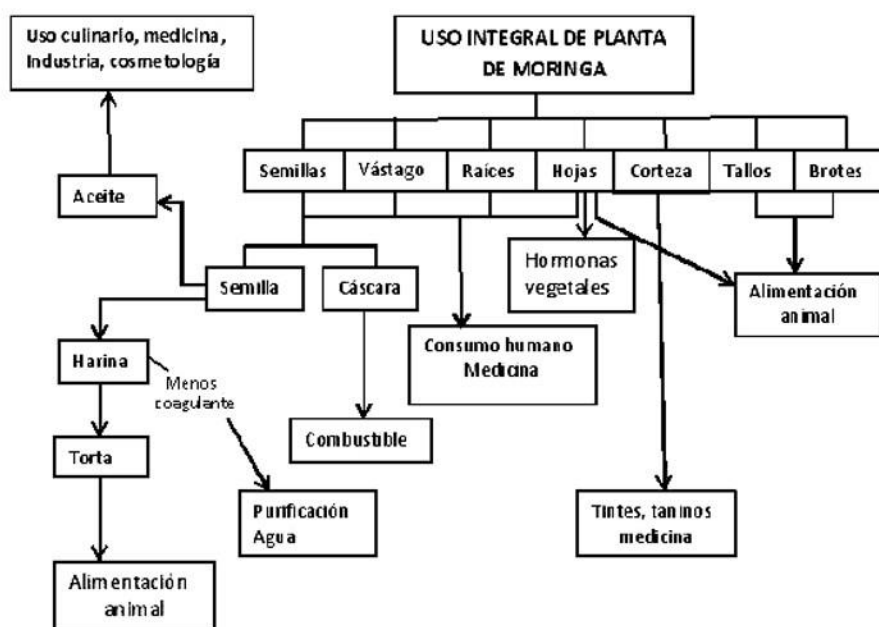 Uso culinario, medicina,
Industria, cosmetología
USO INTEGRAL DE PLANTA
DE MORINGA
Semillas
Vástago
Raíces
Hojas
Corteza
Tallos
Brotes
Aceite
Semilla
Cáscara
Hormonas
vegetales
Alimentación
animal
Harina
Menos
coagulante
Consumo humano
Medicina
Combustible
Torta
Purificación
Agua
Tintes, taninos
medicina
Alimentación
animal